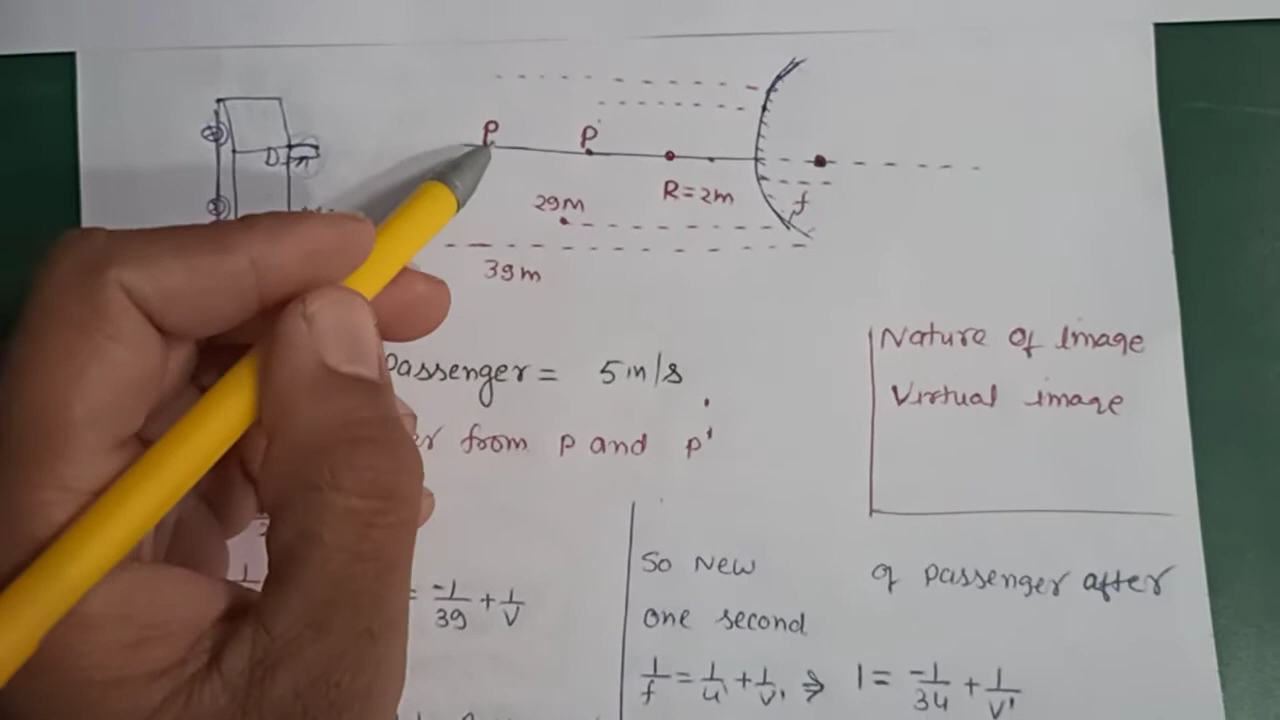 P P'
D
R=2m
29m
f
39m
Passenger = 5m/s
from P and P'
Nature of Image
Virtual image
= -1/39 + 1/V
So New of passenger after
one second
1/f = 1/u' + 1/v' ⇒ 1 = -1/34 + 1/V'